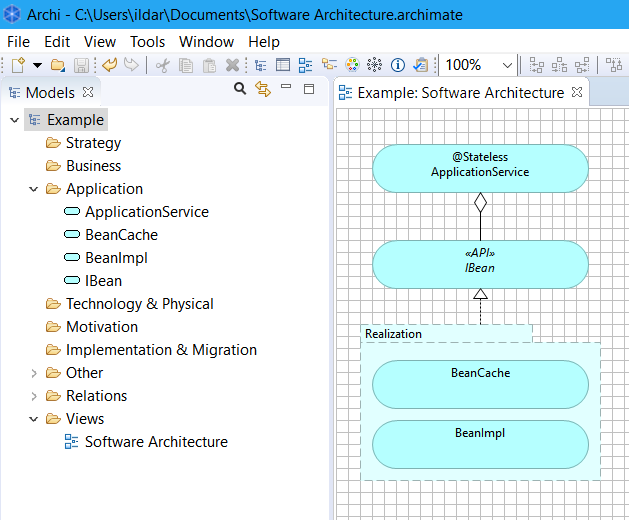 Archi - C:\Users\ildar\Documents\Software Architecture.archimate
File Edit View Tools Window Help
100%
Models
Example: Software Architecture
Example
Strategy
Business
Application
ApplicationService
BeanCache
BeanImpl
IBean
Technology & Physical
Motivation
Implementation & Migration
Other
Relations
Views
Software Architecture
@Stateless
ApplicationService
«API»
IBean
Realization
BeanCache
BeanImpl